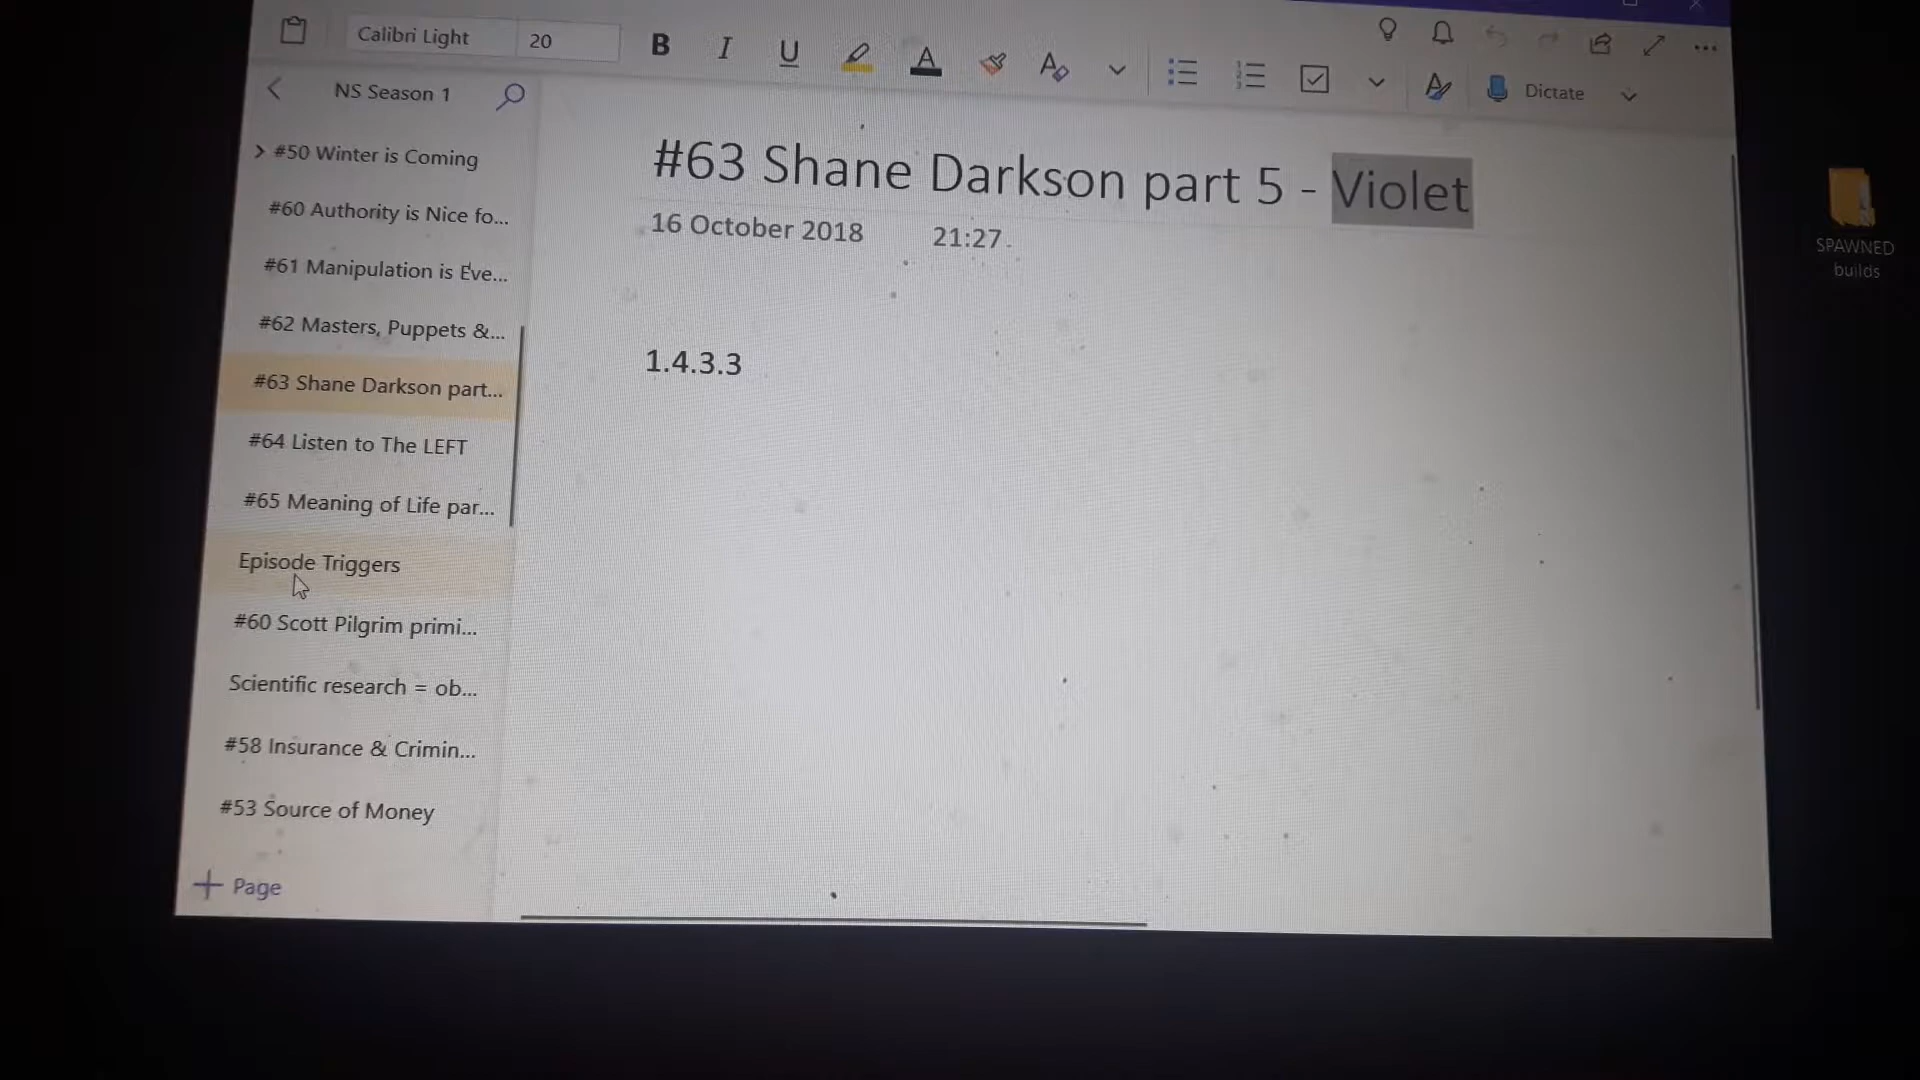 Calibri Light 20 B I U A A Dictate
NS Season 1
#50 Winter is Coming
#60 Authority is Nice fo...
#61 Manipulation is Eve...
#62 Masters, Puppets &...
#63 Shane Darkson part...
#64 Listen to The LEFT
#65 Meaning of Life par...
Episode Triggers
#60 Scott Pilgrim primi...
Scientific research = ob...
#58 Insurance & Crimin...
#53 Source of Money
Page
#63 Shane Darkson part 5 - Violet
16 October 2018 21:27
1.4.3.3
SPAWNED
builds